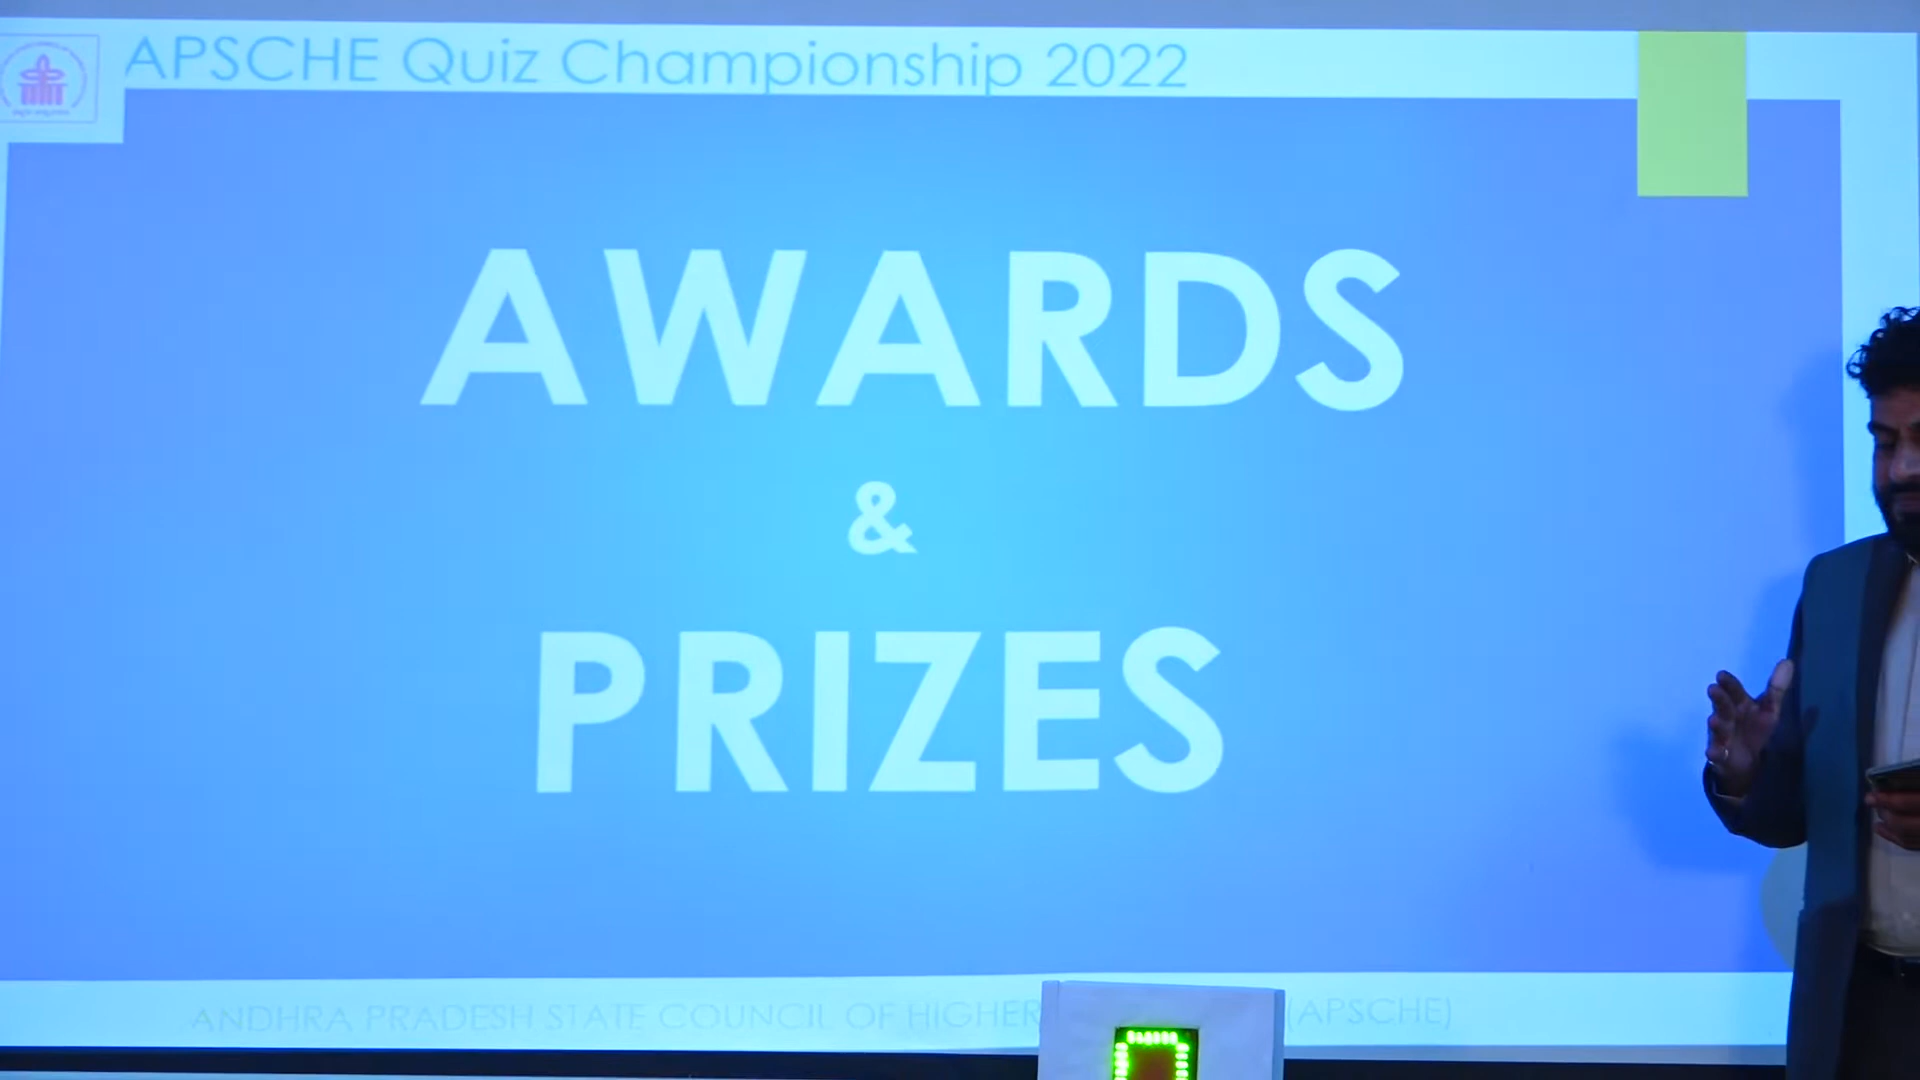 APSCHE Quiz Championship 2022
AWARDS
&
PRIZES
ANDHRA PRADESH STATE COUNCIL OF HIGHER (APSCHE)